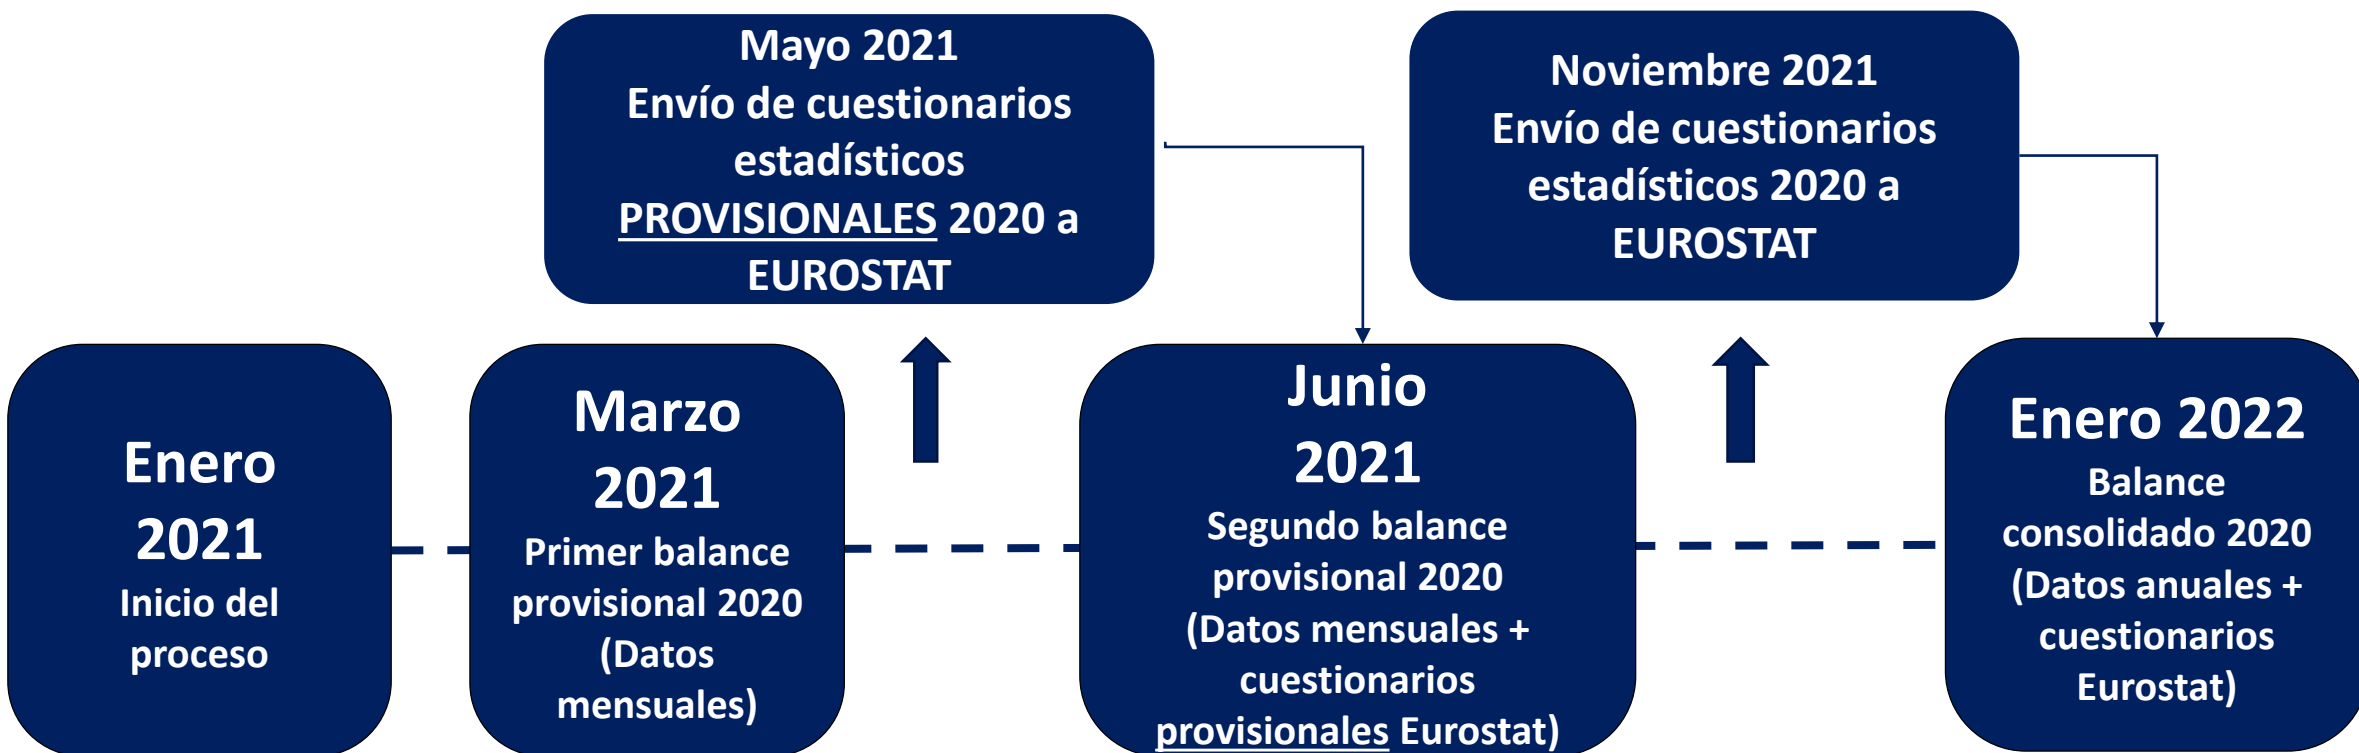 Mayo 2021
Envío de cuestionarios
estadísticos
PROVISIONALES 2020 a
EUROSTAT
Noviembre 2021
Envío de cuestionarios
estadísticos 2020 a
EUROSTAT
Enero
2021
Inicio del
proceso
Marzo
2021
Primer balance
provisional 2020
(Datos
mensuales)
Junio
2021
Segundo balance
provisional 2020
(Datos mensuales +
cuestionarios
provisionales Eurostat)
Enero 2022
Balance
consolidado 2020
(Datos anuales +
cuestionarios
Eurostat)